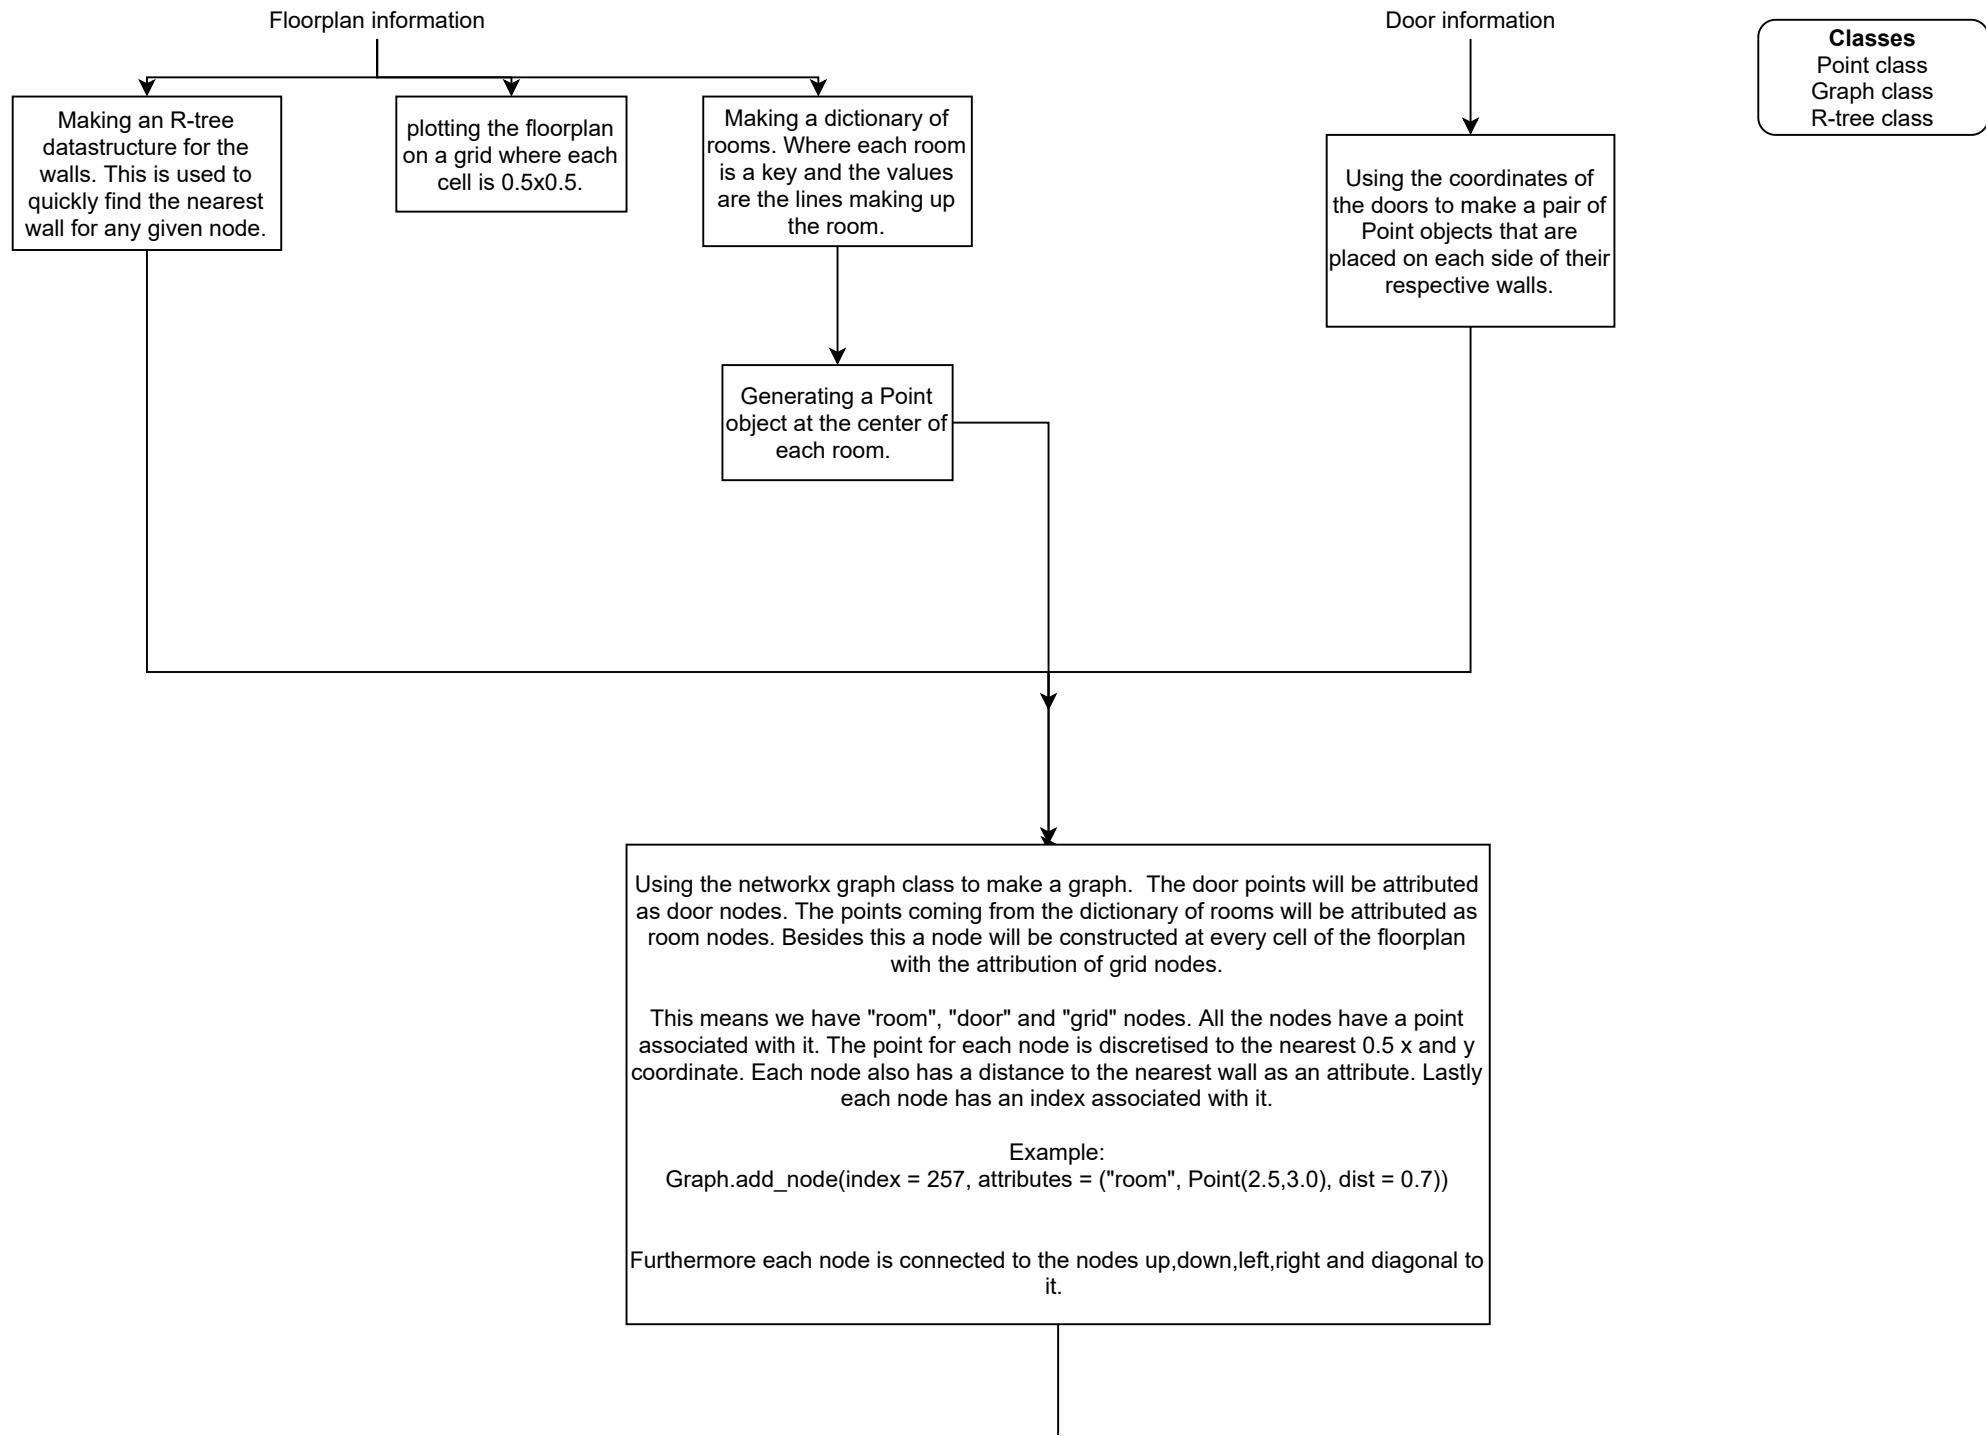 Floorplan information
Door information
Classes
Point class
Graph class
R-tree class
Making an R-tree
datastructure for the
walls. This is used to
quickly find the nearest
wall for any given node.
plotting the floorplan
on a grid where each
cell is 0.5x0.5.
Making a dictionary of
rooms. Where each room
is a key and the values
are the lines making up
the room.
Using the coordinates of
the doors to make a pair of
Point objects that are
placed on each side of their
respective walls.
Generating a Point
object at the center of
each room.
Using the networkx graph class to make a graph.  The door points will be attributed
as door nodes. The points coming from the dictionary of rooms will be attributed as
room nodes. Besides this a node will be constructed at every cell of the floorplan
with the attribution of grid nodes.
This means we have "room", "door" and "grid" nodes. All the nodes have a point
associated with it. The point for each node is discretised to the nearest 0.5 x and y
coordinate. Each node also has a distance to the nearest wall as an attribute. Lastly
each node has an index associated with it.
Example:
Graph.add_node(index = 257, attributes = ("room", Point(2.5,3.0), dist = 0.7))
Furthermore each node is connected to the nodes up,down,left,right and diagonal to
it.